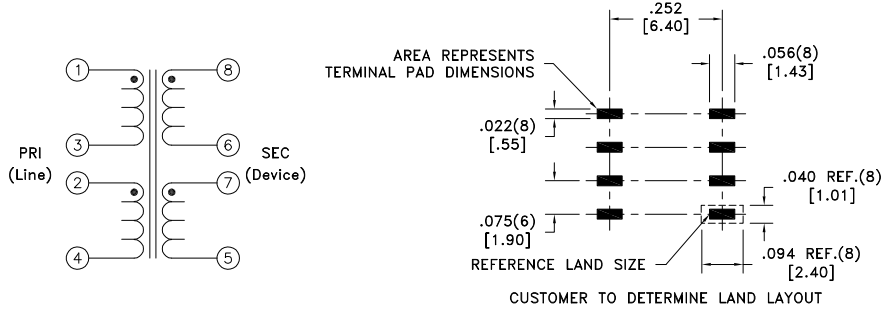 1
8
3
6
PRI
(Line)
SEC
(Device)
2
7
4
5
.252
[6.40]
AREA REPRESENTS
TERMINAL PAD DIMENSIONS
.056(8)
[1.43]
.022(8)
[.55]
.040 REF.(8)
[1.01]
.075(6)
[1.90]
.094 REF.(8)
[2.40]
REFERENCE LAND SIZE
CUSTOMER TO DETERMINE LAND LAYOUT